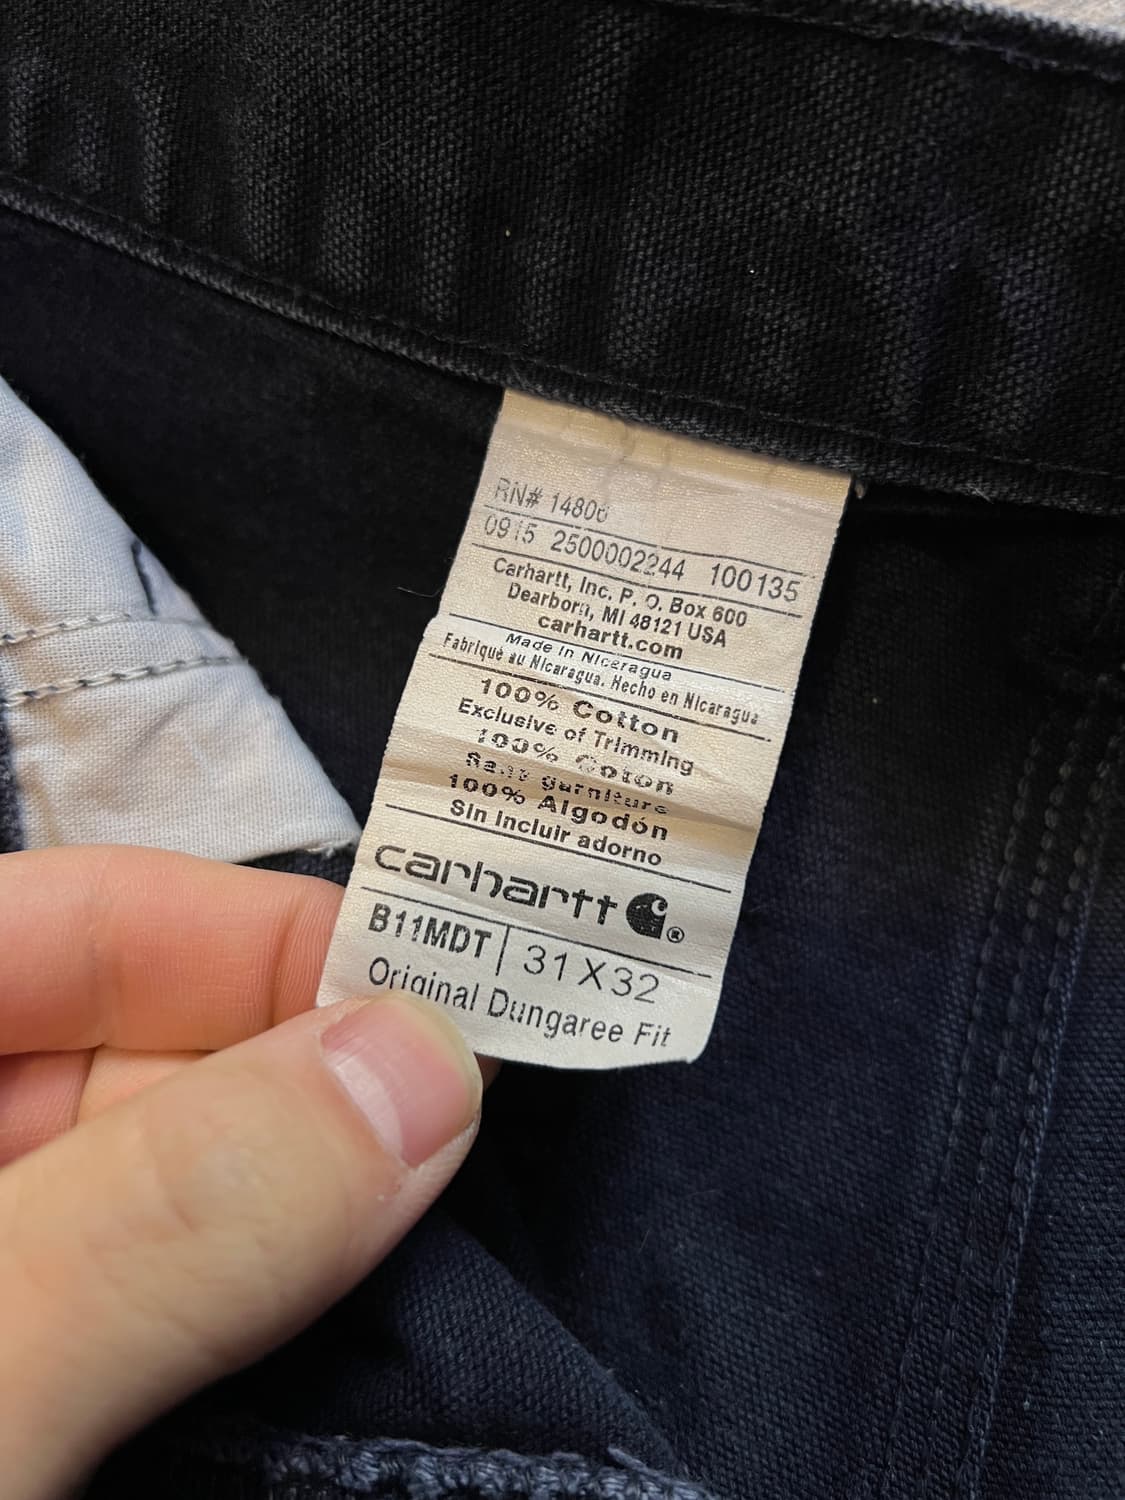 RN# 14806
0915 2500002244 100135
Carhartt, Inc. P. O. Box 600
Dearborn, MI 48121 USA
carhartt.com
Made in Nicaragua
Fabriqué au Nicaragua. Hecho en Nicaragua
100% Cotton
Exclusive of Trimming
100% Coton
Sans garniture
100% Algodón
Sin incluir adorno
carhartt ®
B11MDT 31 X 32
Original Dungaree Fit